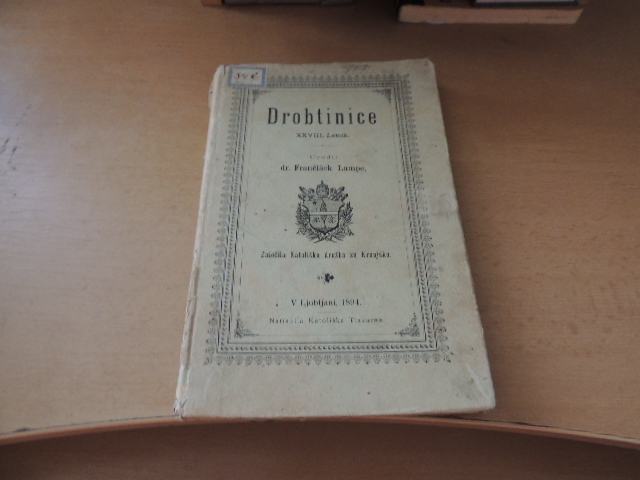 Drobtinice
XXVIII. Letnik.
Uredil
dr. Frančišek Lampe.
Založila Katoliška družba za Kranjsko.
V Ljubljani, 1894.
Natisnila Katoliška Tiskarna.